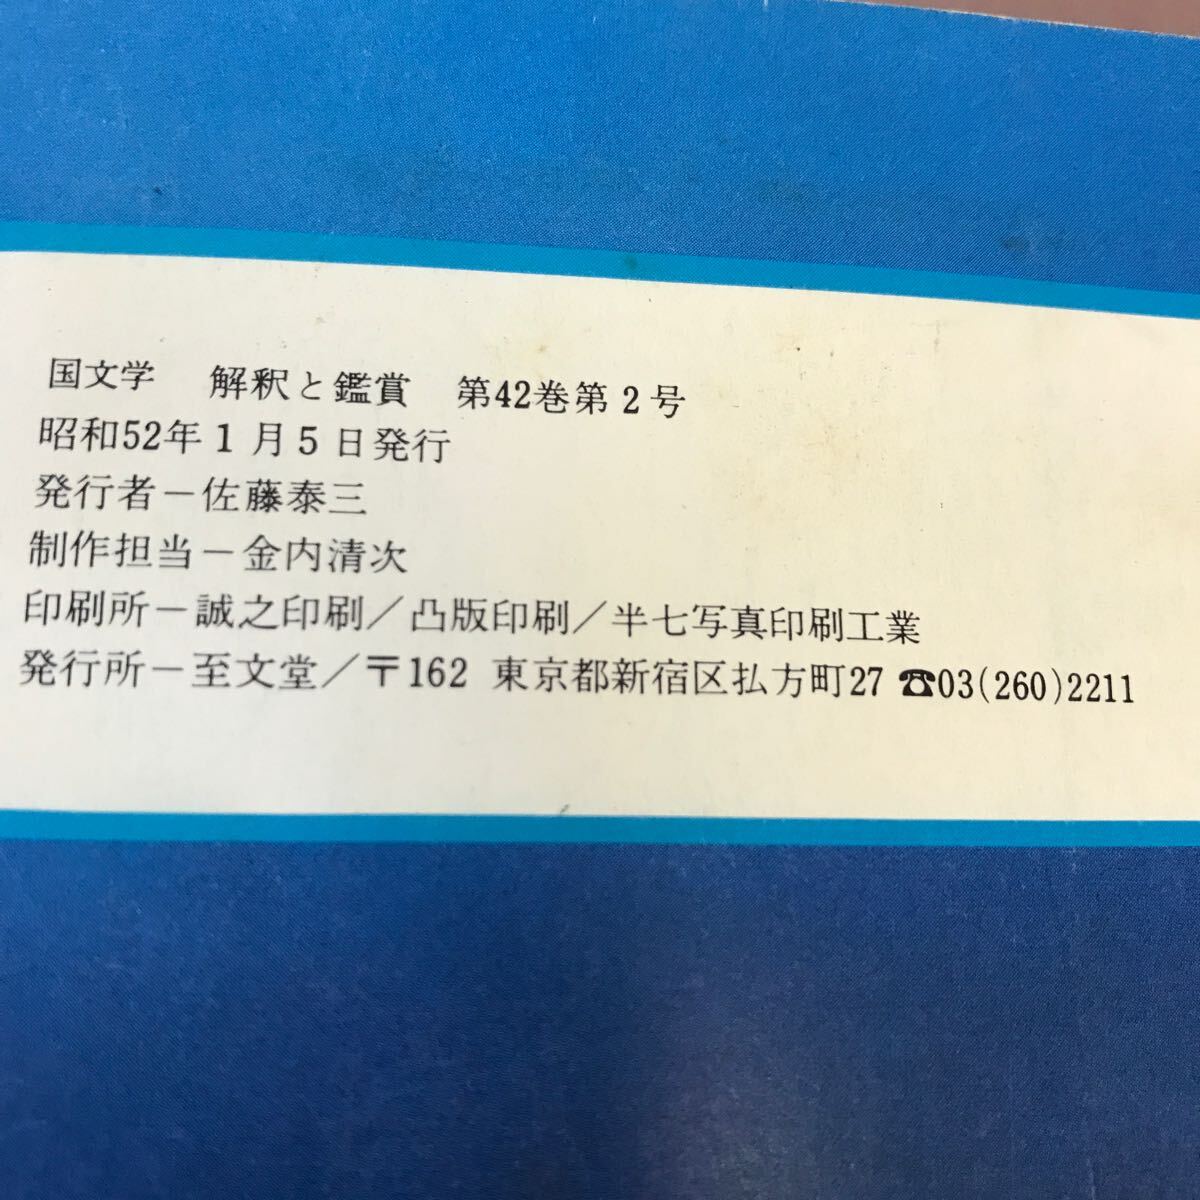 国文学 解釈と鑑賞 第42巻第2号
昭和52年1月5日発行
発行者－佐藤泰三
制作担当－金内清次
印刷所－誠之印刷／凸版印刷／半七写真印刷工業
発行所－至文堂／〒162 東京都新宿区払方町27 ☎03(260)2211